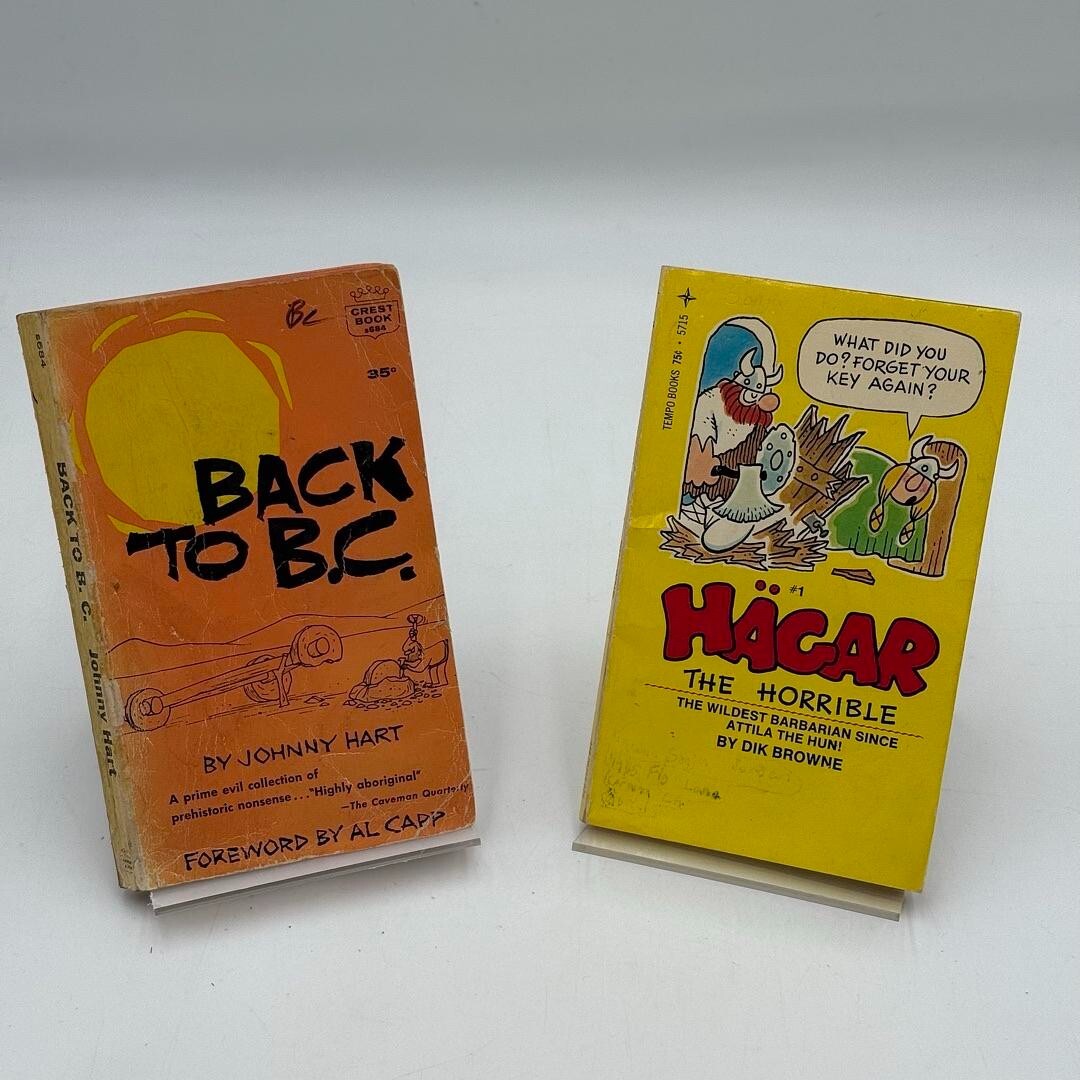 s684
BACK TO B. C. Johnny Hart
BC
CREST
BOOK
s684
35¢
BACK
TO B.C.
BY JOHNNY HART
A prime evil collection of
prehistoric nonsense..."Highly aboriginal"
—The Caveman Quarterly
FOREWORD BY AL CAPP
TEMPO BOOKS 75¢ • 5715
WHAT DID YOU
DO? FORGET YOUR
KEY AGAIN?
#1
HÄGAR
THE HORRIBLE
THE WILDEST BARBARIAN SINCE
ATTILA THE HUN!
BY DIK BROWNE